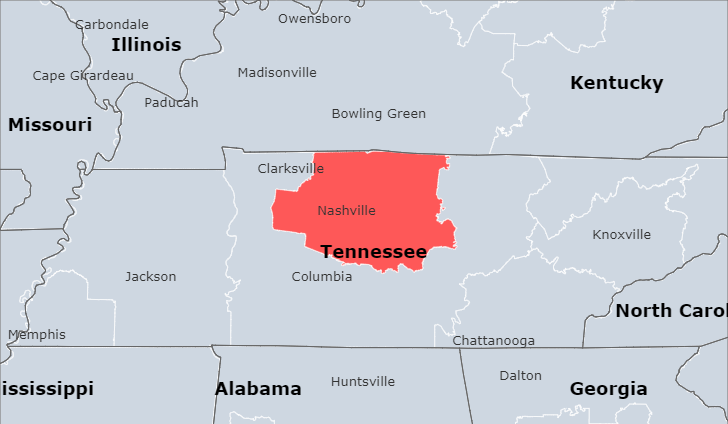 Carbondale
Owensboro
Illinois
Cape Girardeau
Madisonville
Kentucky
Paducah
Bowling Green
Missouri
Clarksville
Nashville
Knoxville
Tennessee
Jackson
Columbia
North Carol
Memphis
Chattanooga
ississippi
Alabama
Huntsville
Dalton
Georgia